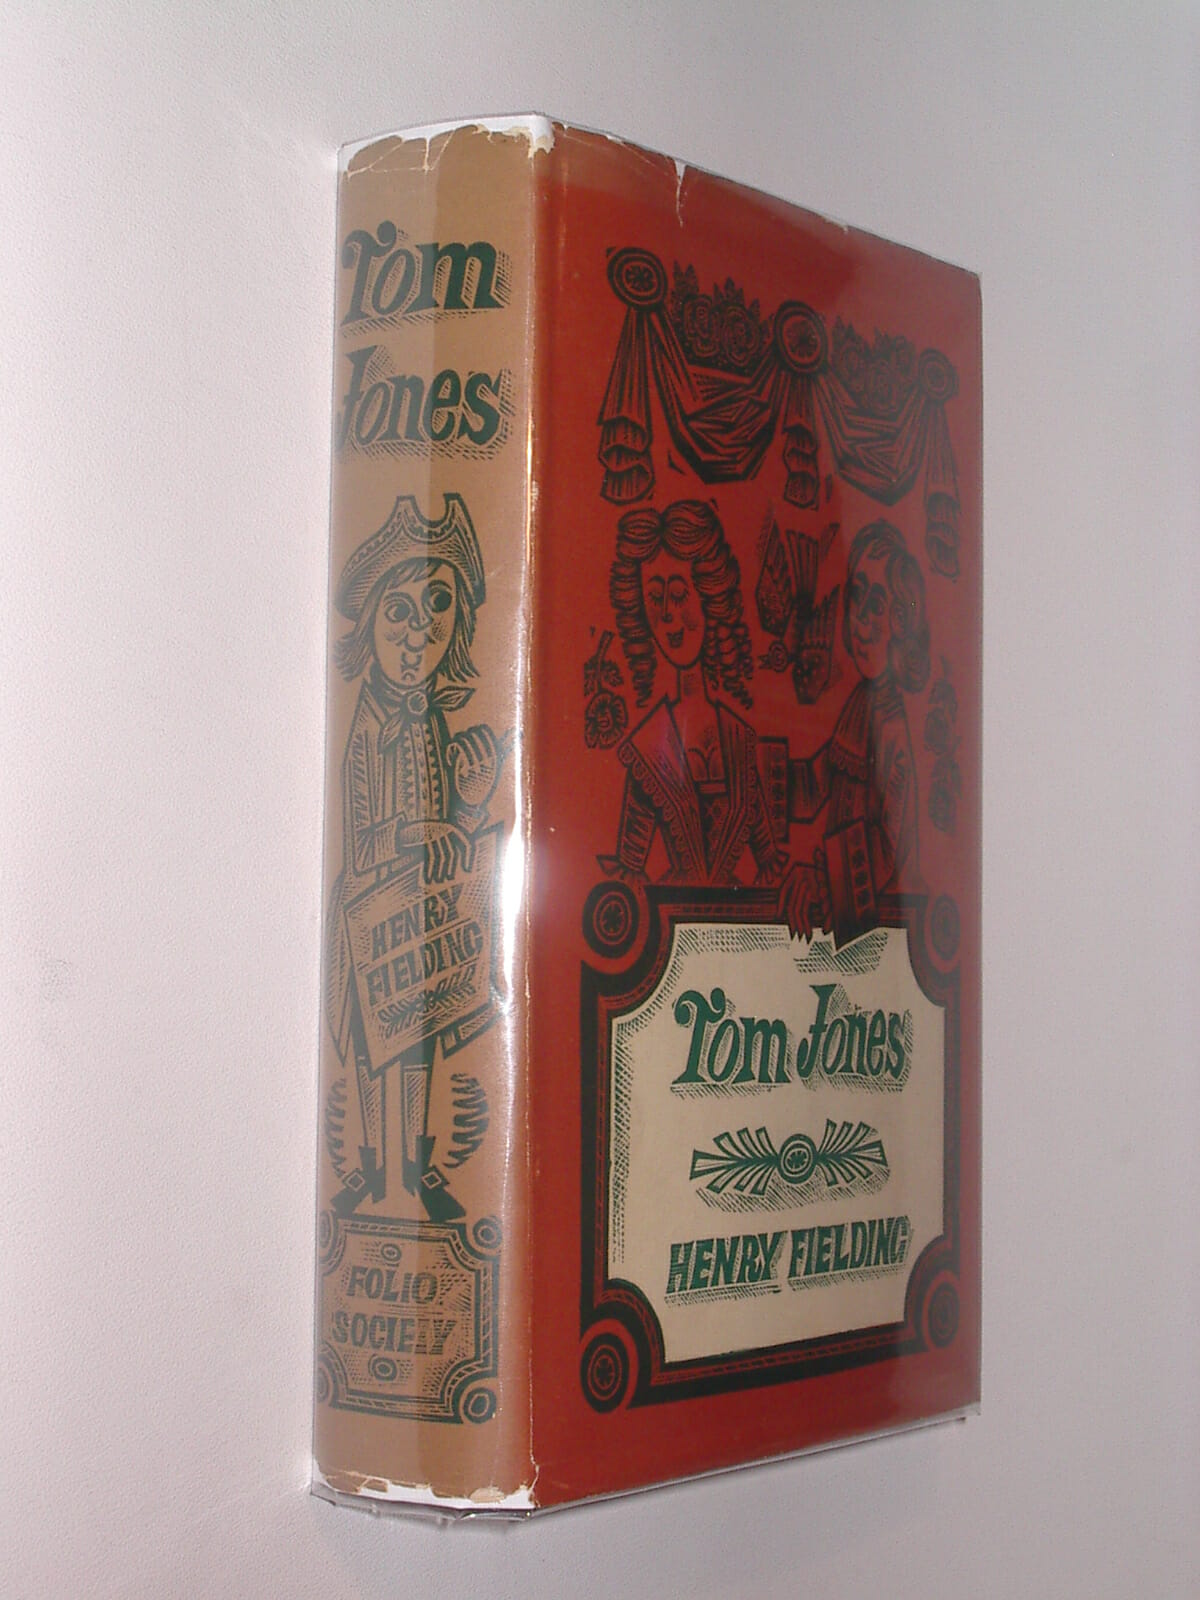 Tom
Jones
HENRY
FIELDING
FOLIO
SOCIETY
Tom Jones
HENRY FIELDING